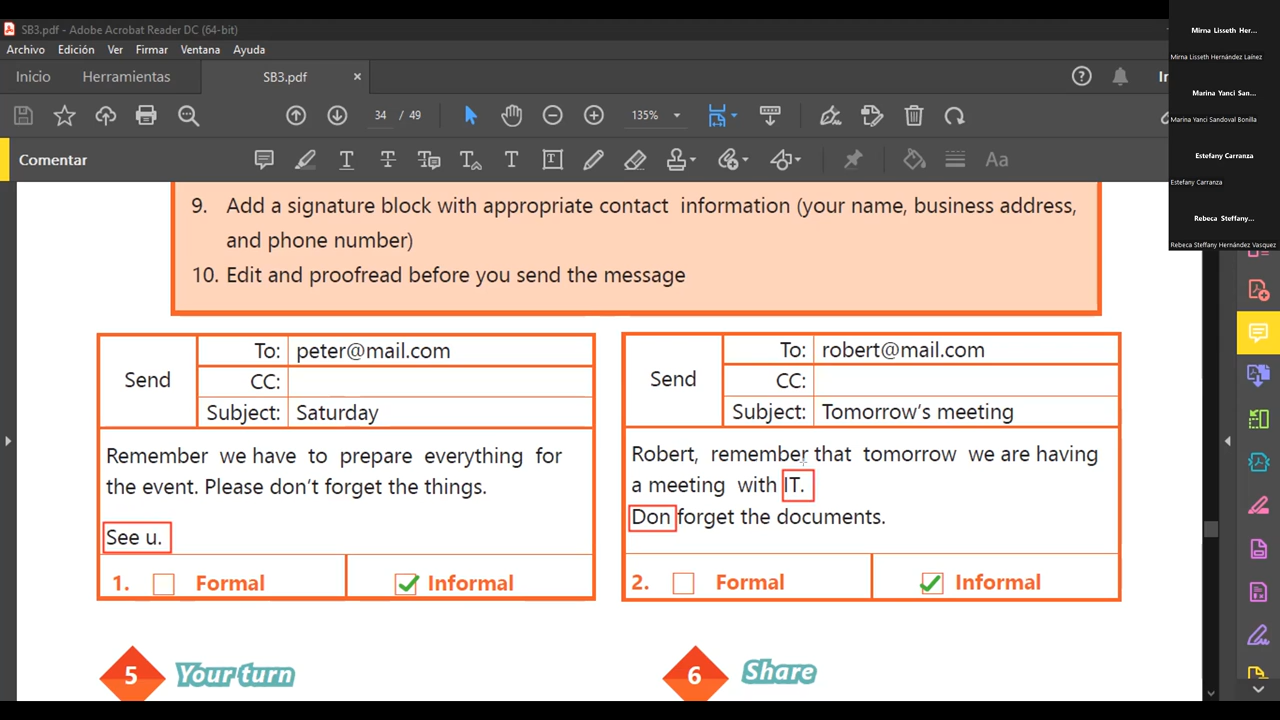 SB3.pdf - Adobe Acrobat Reader DC (64-bit)
Archivo Edición Ver Firmar Ventana Ayuda
Inicio Herramientas SB3.pdf ×
34 / 49 135%
Comentar
Aa
9. Add a signature block with appropriate contact information (your name, business address,
and phone number)
10. Edit and proofread before you send the message
Send
To: peter@mail.com
CC:
Subject: Saturday
Remember we have to prepare everything for
the event. Please don't forget the things.
See u.
1. Formal Informal
Send
To: robert@mail.com
CC:
Subject: Tomorrow's meeting
Robert, remember that tomorrow we are having
a meeting with IT.
Don forget the documents.
2. Formal Informal
5 Your turn
6 Share
Mirna Lisseth Her...
Mirna Lisseth Hernández Laínez
Marina Yanci San...
Marina Yanci Sandoval Bonilla
Estefany Carranza
Estefany Carranza
Rebeca Steffany...
Rebeca Steffany Hernández Vasquez